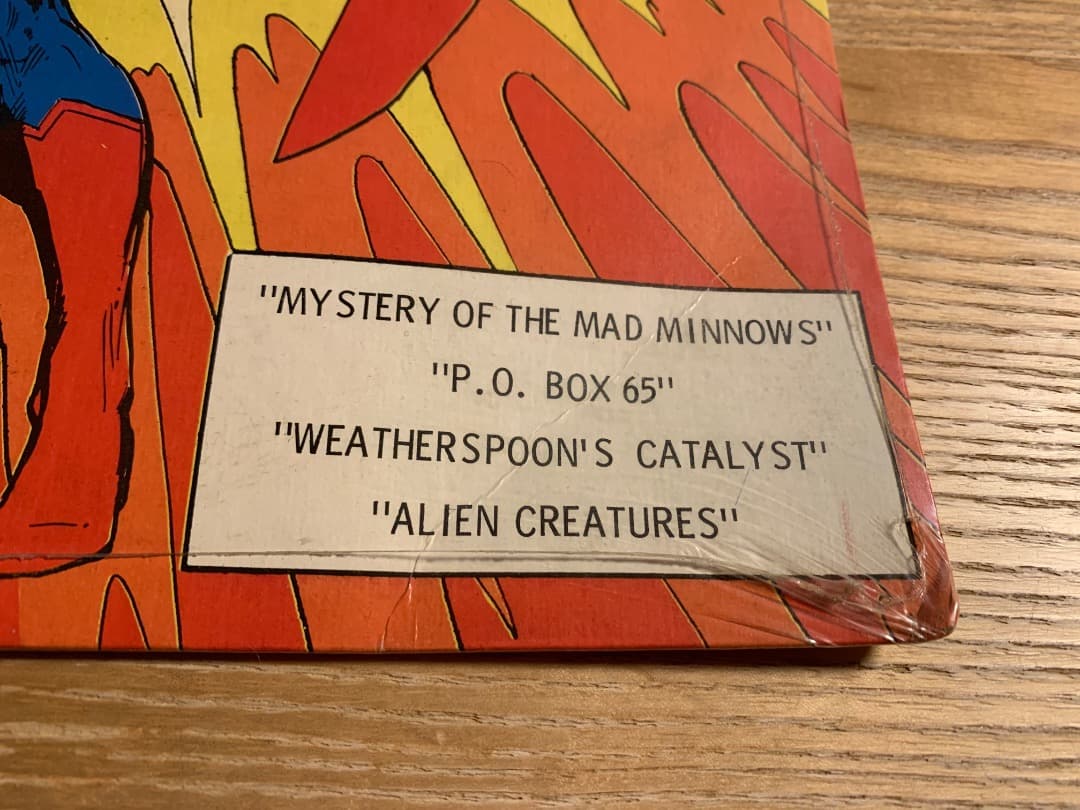 "MYSTERY OF THE MAD MINNOWS"
"P.O. BOX 65"
"WEATHERSPOON'S CATALYST"
"ALIEN CREATURES"